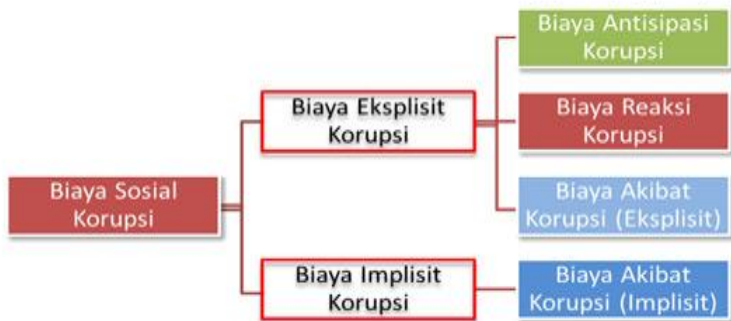 Biaya Sosial
Korupsi
Biaya Eksplisit
Korupsi
Biaya Implisit
Korupsi
Biaya Antisipasi
Korupsi
Biaya Reaksi
Korupsi
Biaya Akibat
Korupsi (Eksplisit)
Biaya Akibat
Korupsi (Implisit)